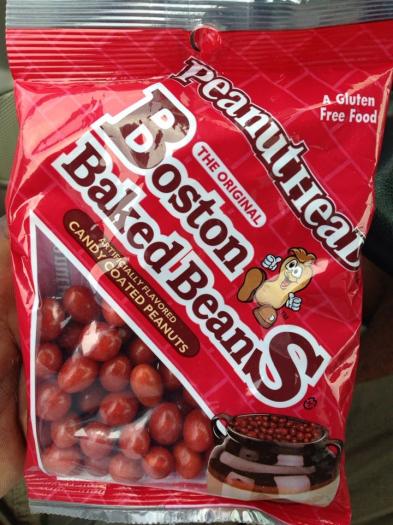 PeanutHead
A Gluten
Free Food
THE ORIGINAL
Boston
Baked Beans
ARTIFICIALLY FLAVORED
CANDY COATED PEANUTS